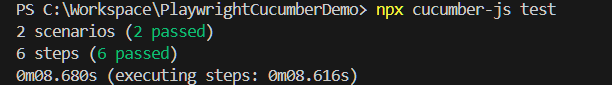 PS C:\Workspace\PlaywrightCucumberDemo> npx cucumber-js test
2 scenarios (2 passed)
6 steps (6 passed)
0m08.680s (executing steps: 0m08.616s)